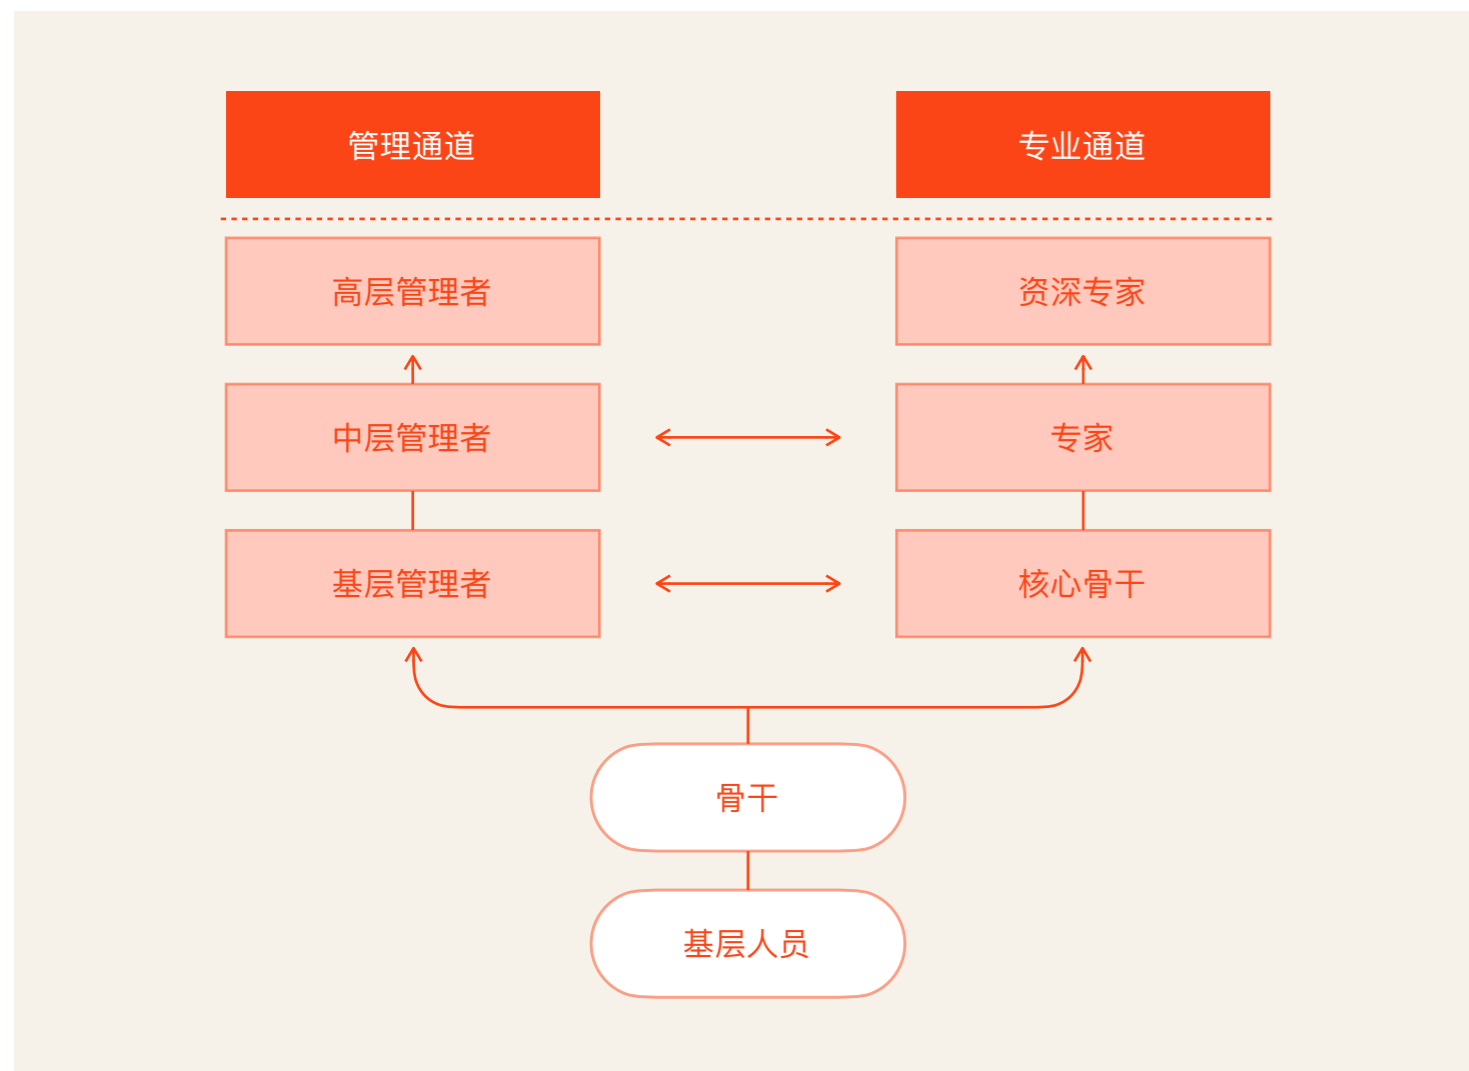 管理通道
专业通道
高层管理者
资深专家
中层管理者
专家
基层管理者
核心骨干
骨干
基层人员